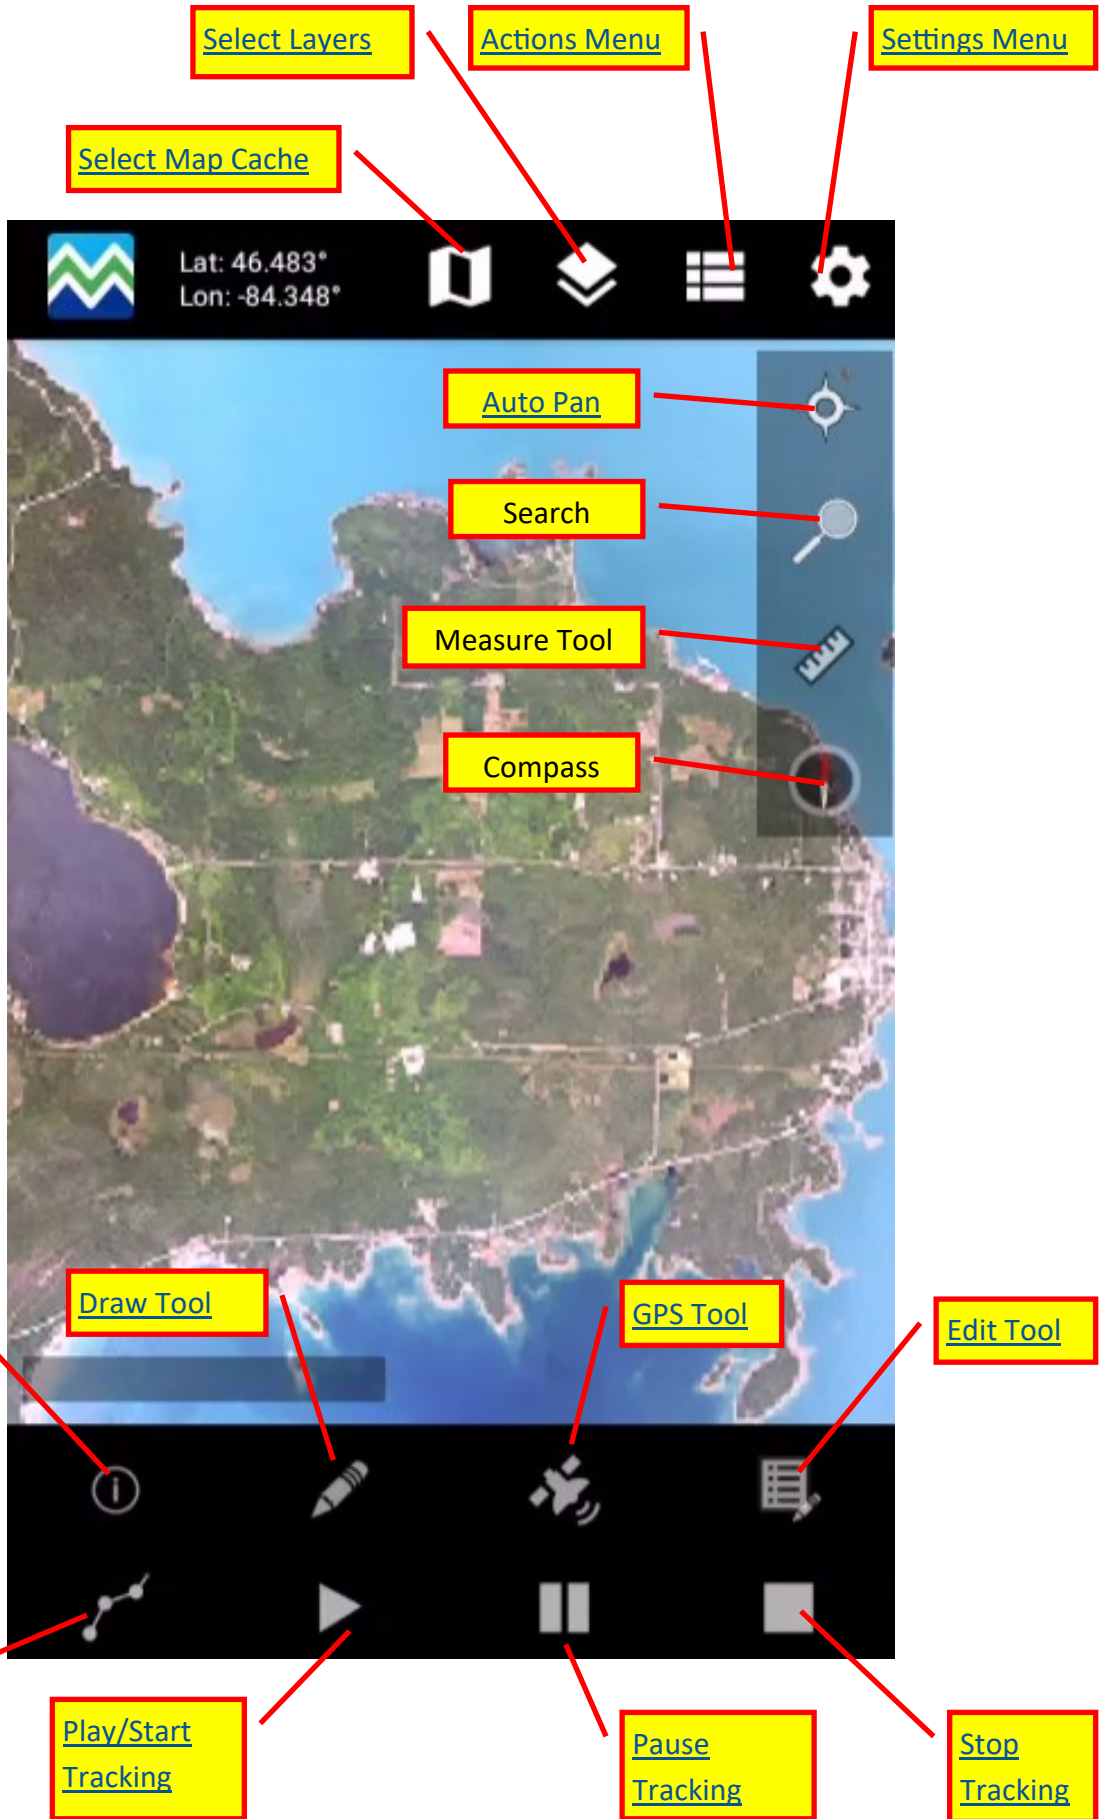 Select Layers
Actions Menu
Settings Menu
Select Map Cache
Lat: 46.483°
Lon: -84.348°
Auto Pan
Search
Measure Tool
Compass
Draw Tool
GPS Tool
Edit Tool
Play/Start
Tracking
Pause
Tracking
Stop
Tracking